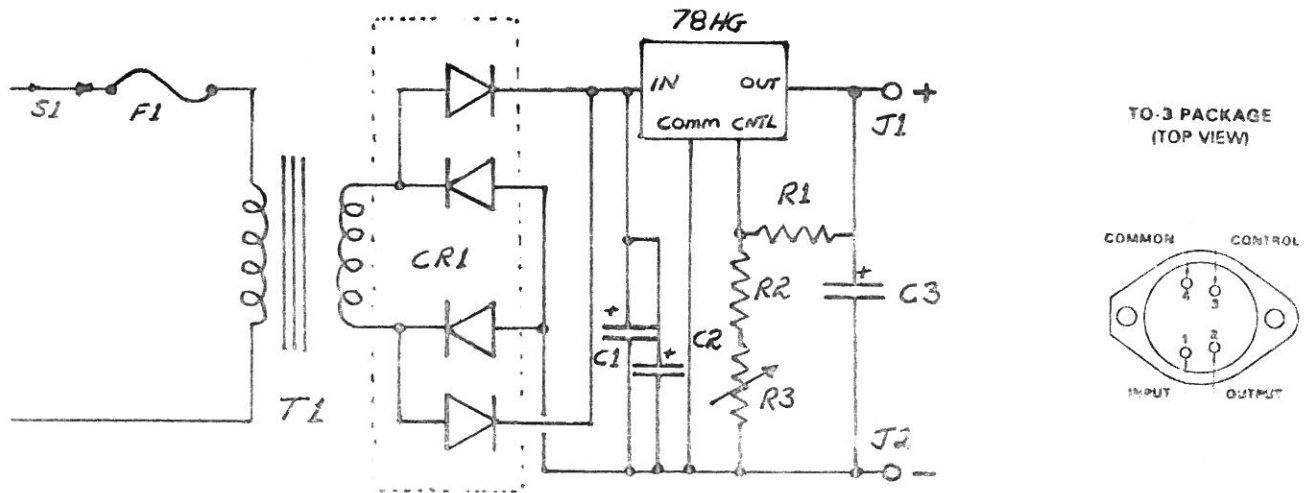 78HG
IN OUT
Comm CNTL
S1
F1
T1
CR1
+
C1
+
C2
R1
R2
R3
+
C3
+
J1
J2
-
TO-3 PACKAGE
(TOP VIEW)
COMMON CONTROL
4 3
1 2
INPUT OUTPUT